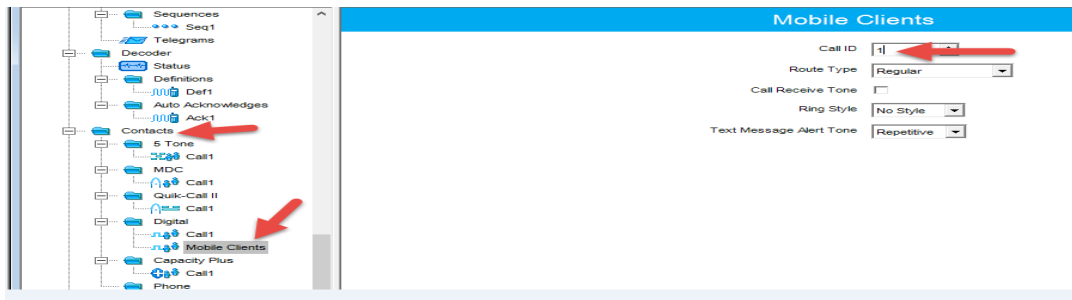 Sequences
Seq1
Telegrams
Decoder
Status
Definitions
Def1
Auto Acknowledges
Ack1
Contacts
5 Tone
Call1
MDC
Call1
Quik-Call II
Call1
Digital
Call1
Mobile Clients
Capacity Plus
Call1
Phone
Mobile Clients
Call ID 1
Route Type Regular
Call Receive Tone
Ring Style No Style
Text Message Alert Tone Repetitive